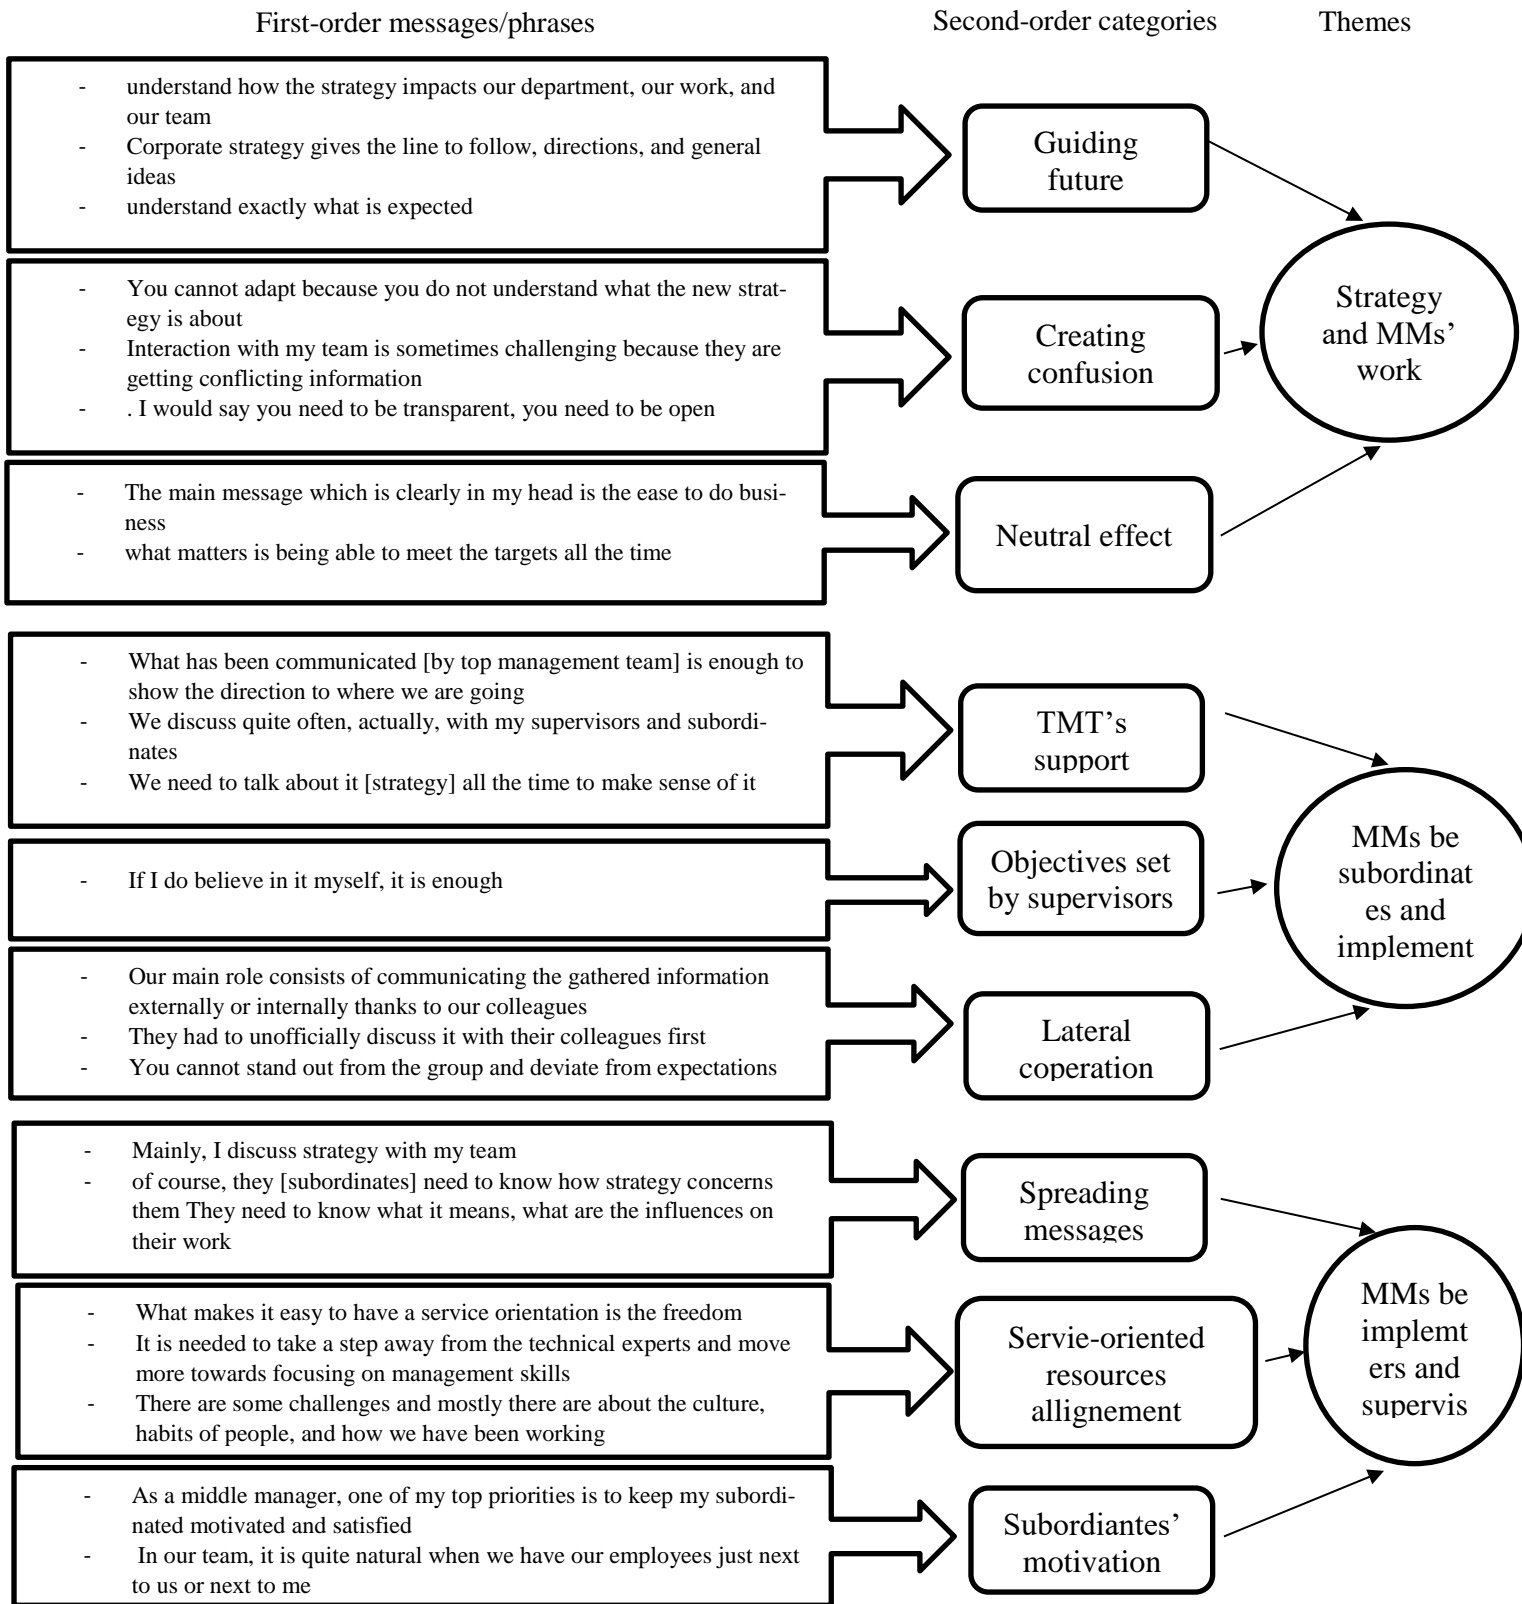 First-order messages/phrases
Second-order categories
Themes
- understand how the strategy impacts our department, our work, and
our team
- Corporate strategy gives the line to follow, directions, and general
ideas
- understand exactly what is expected
Guiding
future
- You cannot adapt because you do not understand what the new strat-
egy is about
- Interaction with my team is sometimes challenging because they are
getting conflicting information
- . I would say you need to be transparent, you need to be open
Creating
confusion
- The main message which is clearly in my head is the ease to do busi-
ness
- what matters is being able to meet the targets all the time
Neutral effect
Strategy
and MMs’
work
- What has been communicated [by top management team] is enough to
show the direction to where we are going
- We discuss quite often, actually, with my supervisors and subordi-
nates
- We need to talk about it [strategy] all the time to make sense of it
TMT’s
support
- If I do believe in it myself, it is enough
Objectives set
by supervisors
- Our main role consists of communicating the gathered information
externally or internally thanks to our colleagues
- They had to unofficially discuss it with their colleagues first
- You cannot stand out from the group and deviate from expectations
Lateral
coperation
MMs be
subordinat
es and
implement
- Mainly, I discuss strategy with my team
- of course, they [subordinates] need to know how strategy concerns
them They need to know what it means, what are the influences on
their work
Spreading
messages
- What makes it easy to have a service orientation is the freedom
- It is needed to take a step away from the technical experts and move
more towards focusing on management skills
- There are some challenges and mostly there are about the culture,
habits of people, and how we have been working
Servie-oriented
resources
allignement
- As a middle manager, one of my top priorities is to keep my subordi-
nated motivated and satisfied
- In our team, it is quite natural when we have our employees just next
to us or next to me
Subordiantes’
motivation
MMs be
implemt
ers and
supervis